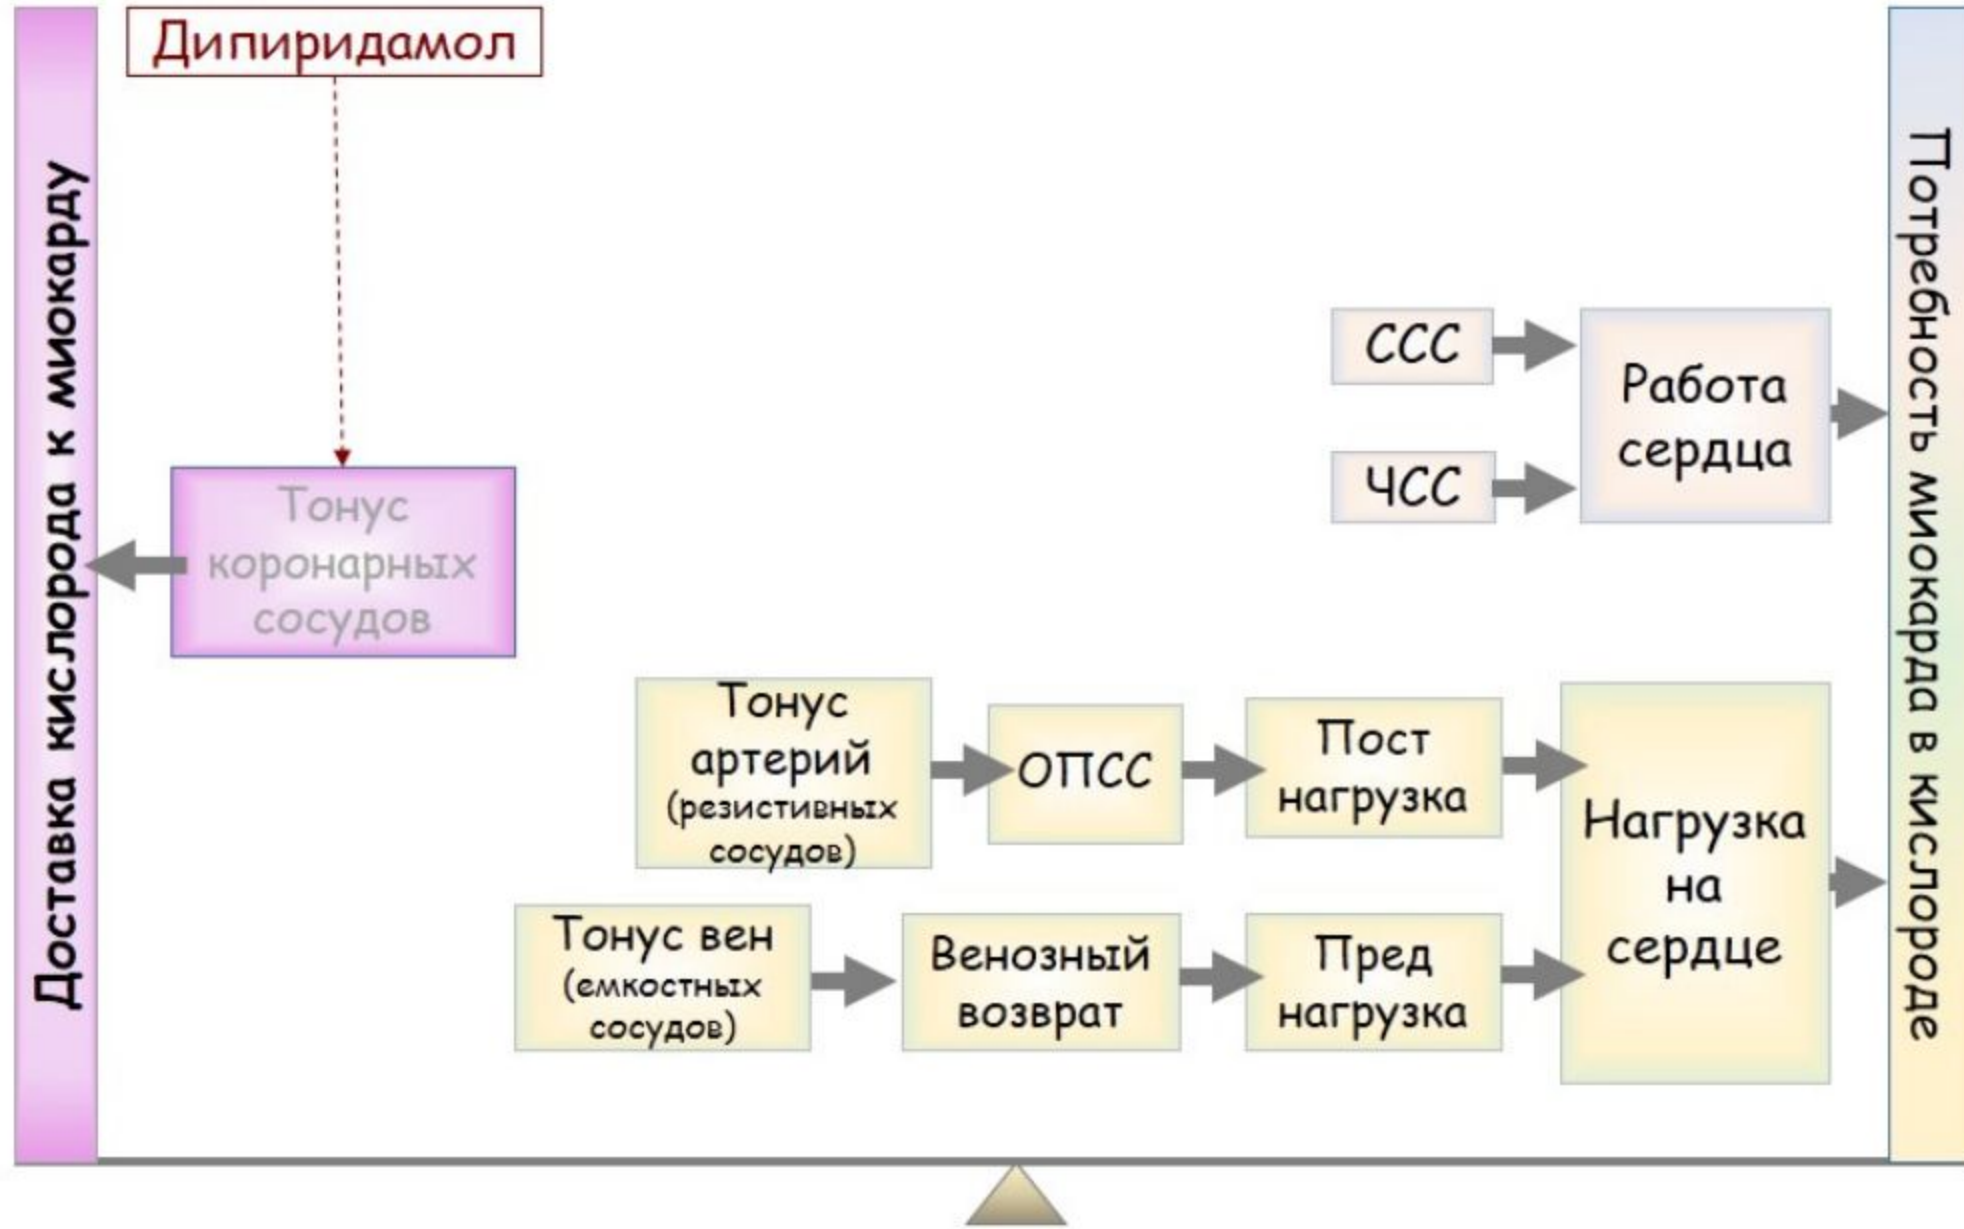 Доставка кислорода к миокарду
Дипиридамол
Тонус
коронарных
сосудов
ССС
ЧСС
Работа
сердца
Тонус
артерий
(резистивных
сосудов)
ОПСС
Пост
нагрузка
Тонус вен
(емкостных
сосудов)
Венозный
возврат
Пред
нагрузка
Нагрузка
на
сердце
Потребность миокарда в кислороде